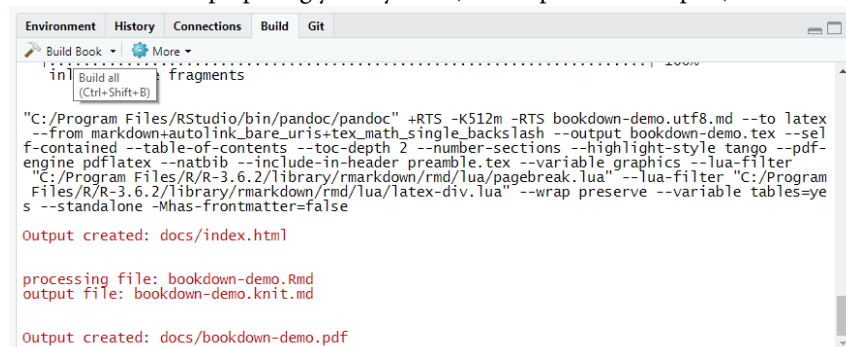 Environment History Connections Build Git
Build Book More
100%
inl fragments
Build all
(Ctrl+Shift+B)
"C:/Program Files/RStudio/bin/pandoc/pandoc" +RTS -K512m -RTS bookdown-demo.utf8.md --to latex
--from markdown+autolink_bare_uris+tex_math_single_backslash --output bookdown-demo.tex --sel
f-contained --table-of-contents --toc-depth 2 --number-sections --highlight-style tango --pdf-
engine pdflatex --natbib --include-in-header preamble.tex --variable graphics --lua-filter
"C:/Program Files/R/R-3.6.2/library/rmarkdown/rmd/lua/pagebreak.lua" --lua-filter "C:/Program
Files/R/R-3.6.2/library/rmarkdown/rmd/lua/latex-div.lua" --wrap preserve --variable tables=ye
s --standalone -Mhas-frontmatter=false
Output created: docs/index.html
processing file: bookdown-demo.Rmd
output file: bookdown-demo.knit.md
Output created: docs/bookdown-demo.pdf